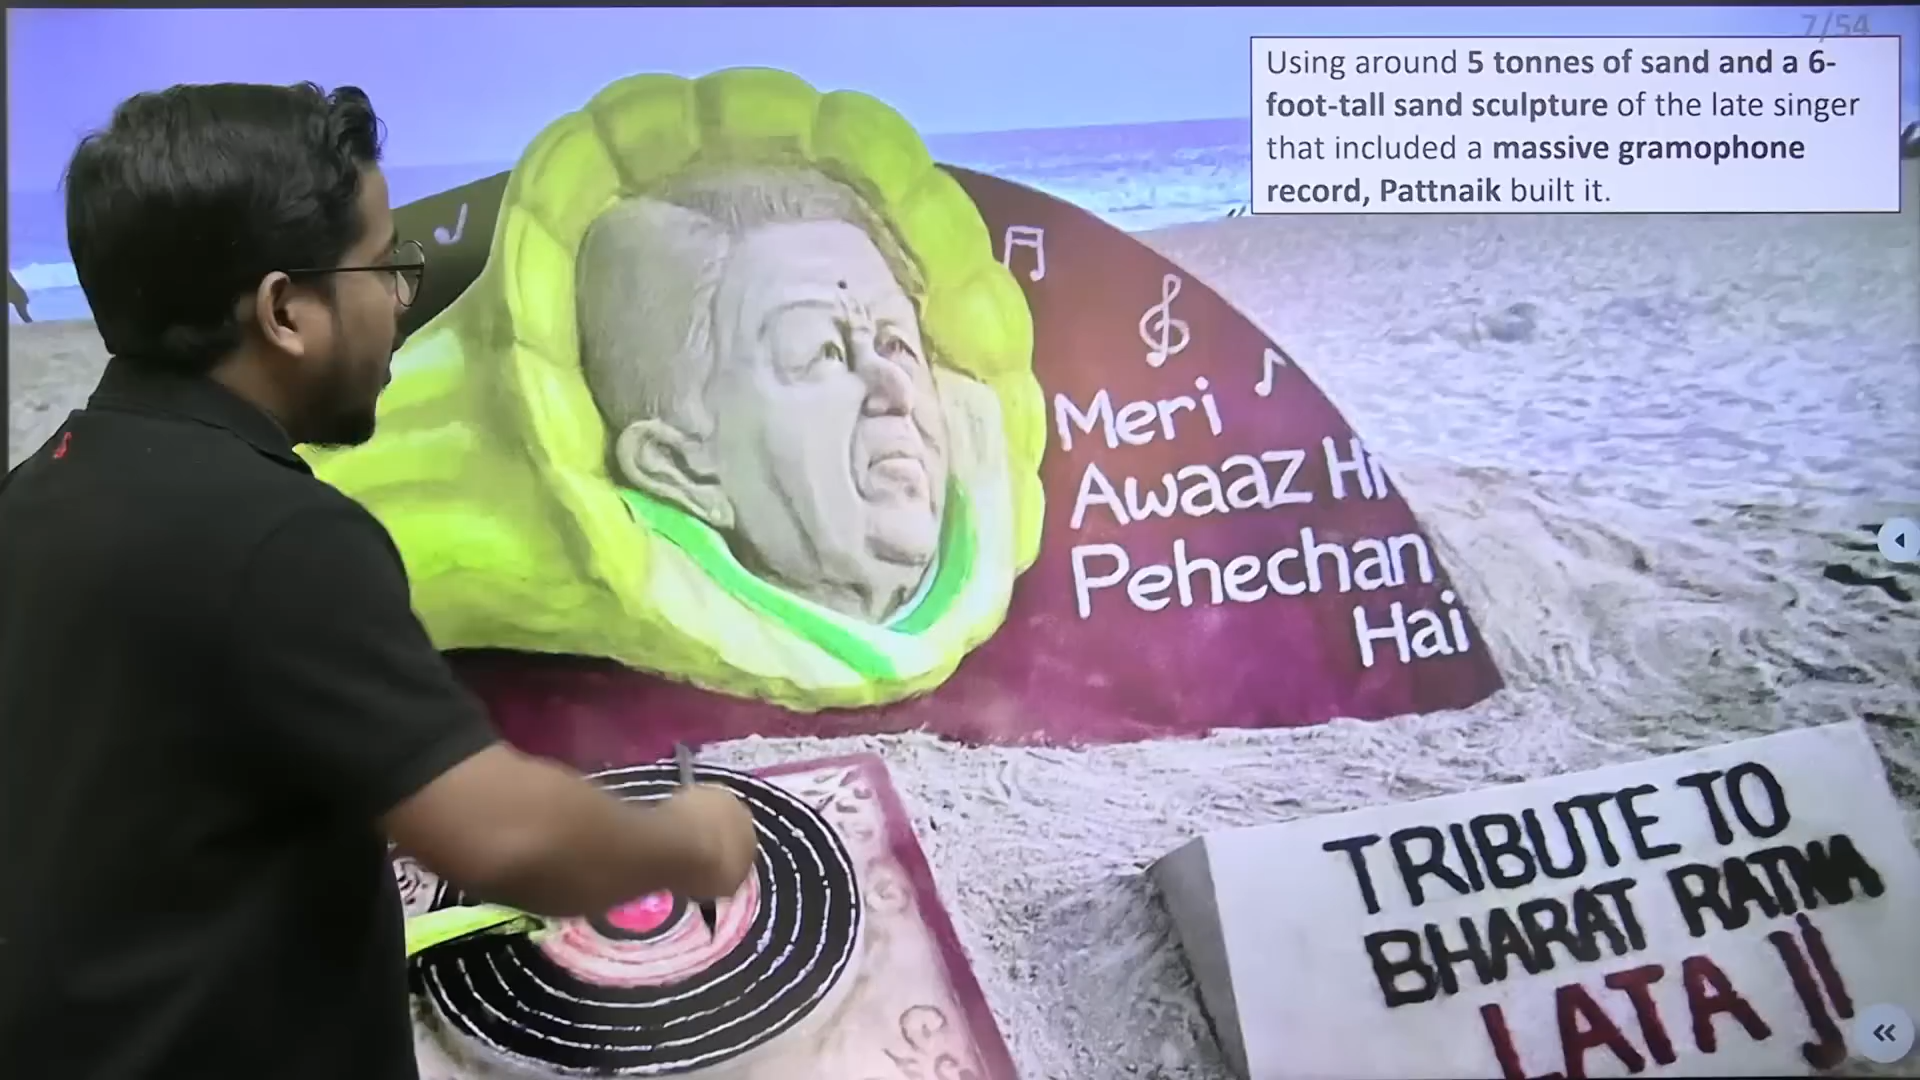 7/54
Using around 5 tonnes of sand and a 6-
foot-tall sand sculpture of the late singer
that included a massive gramophone
record, Pattnaik built it.
Meri
Awaaz Hi
Pehechan
Hai
TRIBUTE TO
BHARAT RATNA
LATA JI